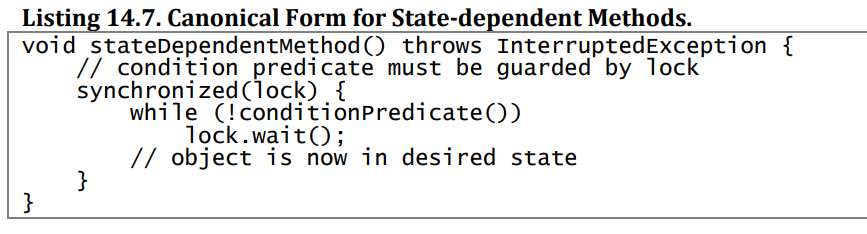 Listing 14.7. Canonical Form for State-dependent Methods.
void stateDependentMethod() throws InterruptedException {
    // condition predicate must be guarded by lock
    synchronized(lock) {
        while (!conditionPredicate())
            lock.wait();
        // object is now in desired state
    }
}